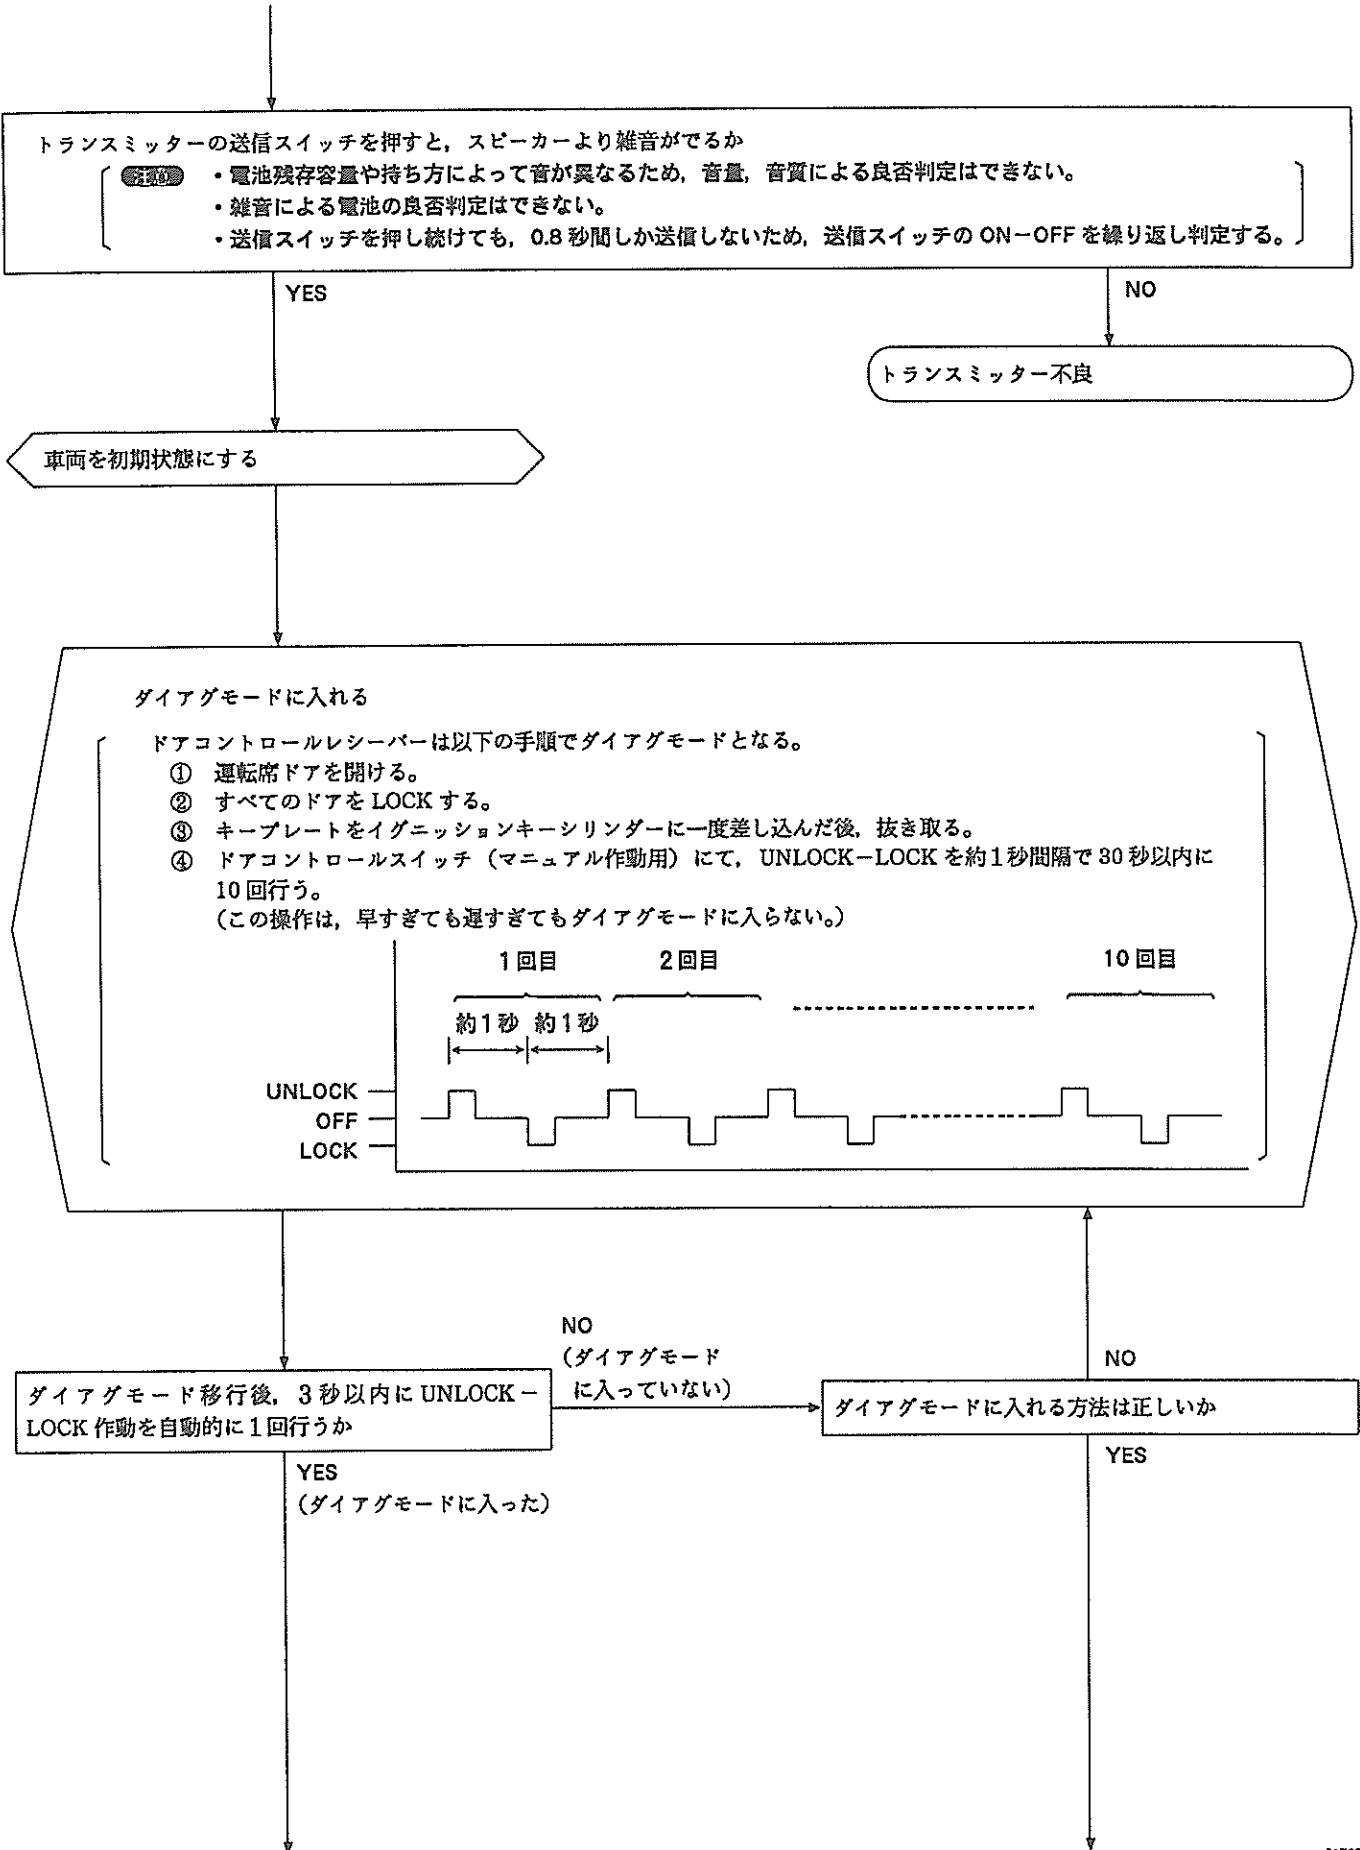 トランスミッターの送信スイッチを押すと，スピーカーより雑音がでるか
注意 ・電池残存容量や持ち方によって音が異なるため，音量，音質による良否判定はできない。
・雑音による電池の良否判定はできない。
・送信スイッチを押し続けても，0.8 秒間しか送信しないため，送信スイッチの ON−OFF を繰り返し判定する。
YES
NO
トランスミッター不良
車両を初期状態にする
ダイアグモードに入れる
ドアコントロールレシーバーは以下の手順でダイアグモードとなる。
① 運転席ドアを開ける。
② すべてのドアを LOCK する。
③ キープレートをイグニッションキーシリンダーに一度差し込んだ後，抜き取る。
④ ドアコントロールスイッチ（マニュアル作動用）にて，UNLOCK−LOCK を約1秒間隔で 30 秒以内に
10 回行う。
（この操作は，早すぎても遅すぎてもダイアグモードに入らない。）
1回目 2回目 10回目
約1秒 約1秒
UNLOCK
OFF
LOCK
NO
（ダイアグモード
に入っていない）
NO
ダイアグモード移行後，3 秒以内に UNLOCK−
LOCK 作動を自動的に1回行うか
ダイアグモードに入れる方法は正しいか
YES
（ダイアグモードに入った）
YES